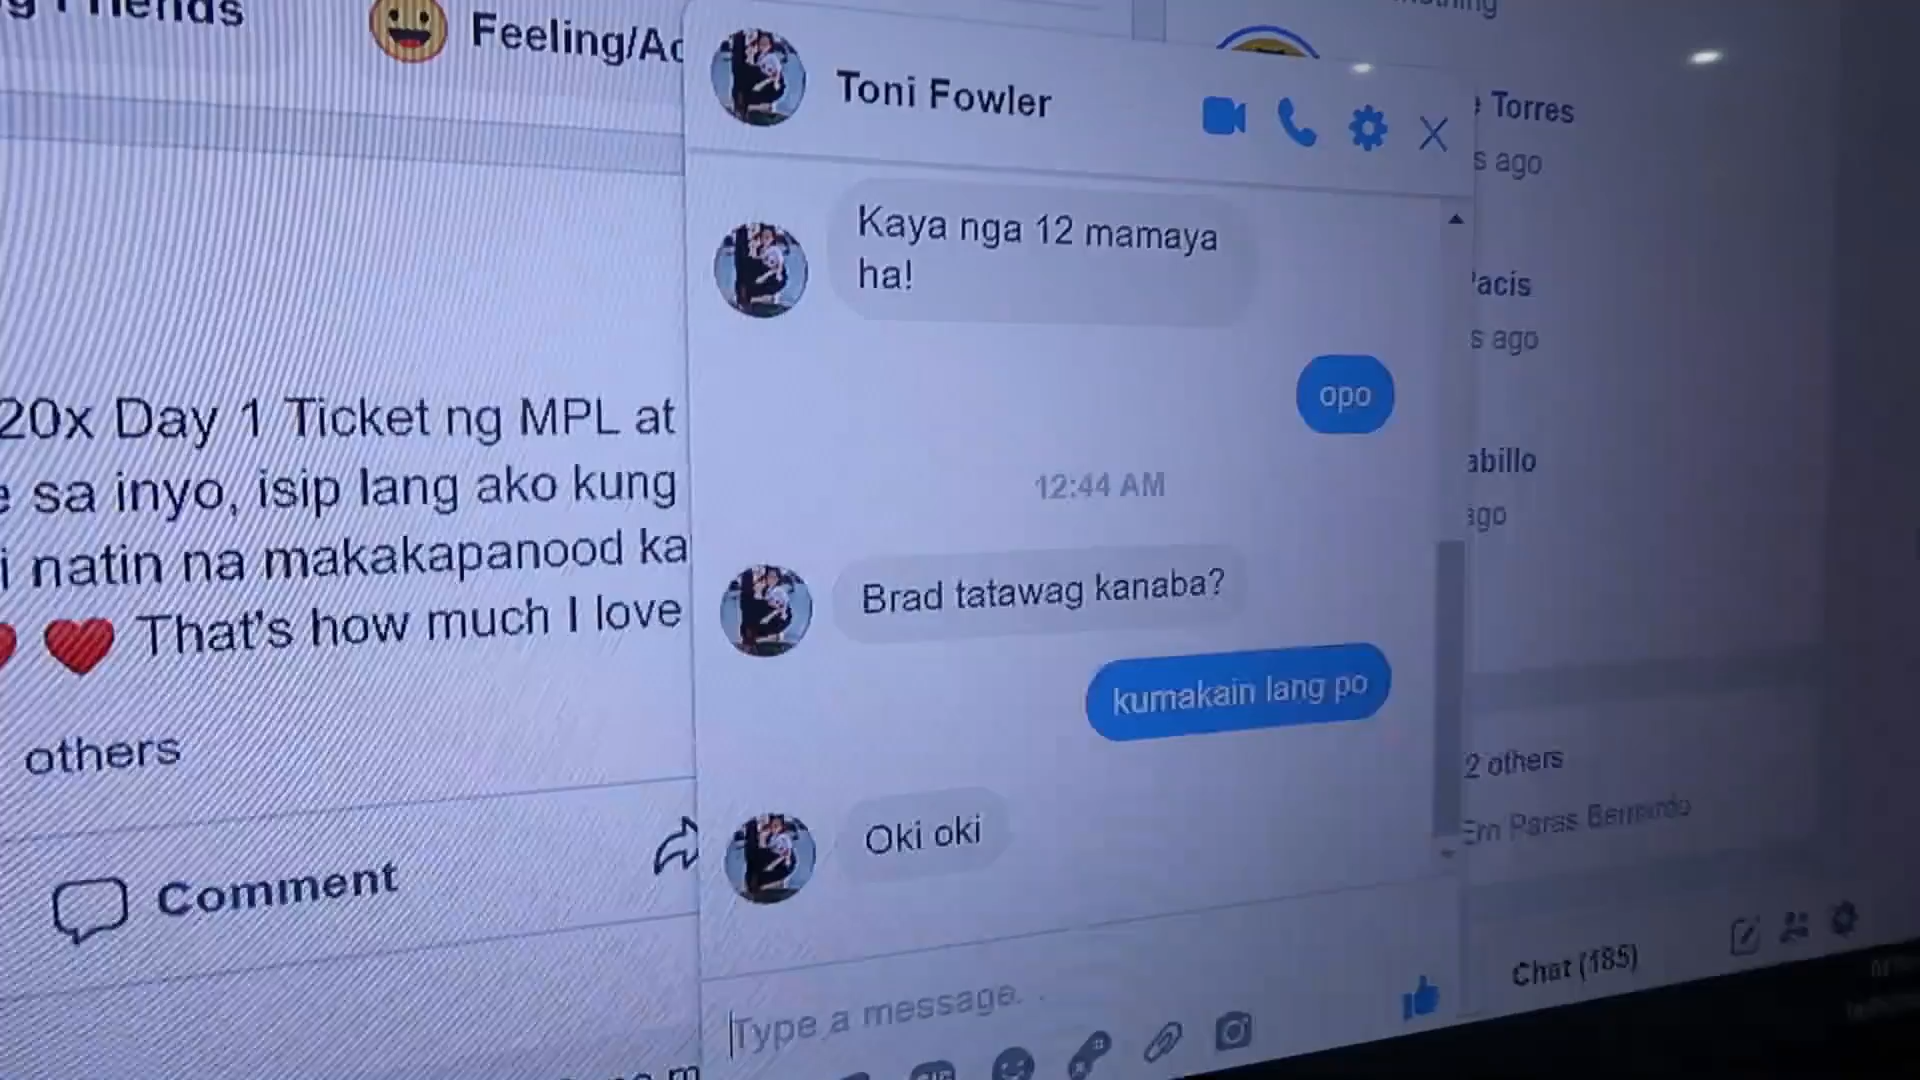 Friends
Feeling/Ac
Toni Fowler
Torres
s ago
Kaya nga 12 mamaya
ha!
acis
s ago
opo
20x Day 1 Ticket ng MPL at
sa inyo, isip lang ako kung
i natin na makakapanood ka
That's how much I love
12:44 AM
abillo
ago
Brad tatawag kanaba?
kumakain lang po
others
2 others
Em Paras Bernardo
Oki oki
Comment
Chat (185)
Type a message. .